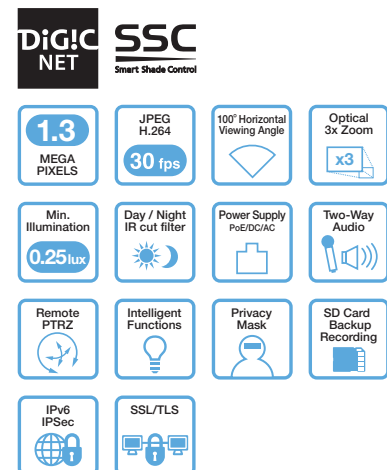 DiG!C
NET
SSC
Smart Shade Control
1.3
MEGA
PIXELS
JPEG
H.264
30 fps
100° Horizontal
Viewing Angle
Optical
3x Zoom
x3
Min.
Illumination
0.25lux
Day / Night
IR cut filter
Power Supply
PoE/DC/AC
Two-Way
Audio
Remote
PTRZ
Intelligent
Functions
Privacy
Mask
SD Card
Backup
Recording
IPv6
IPSec
SSL/TLS